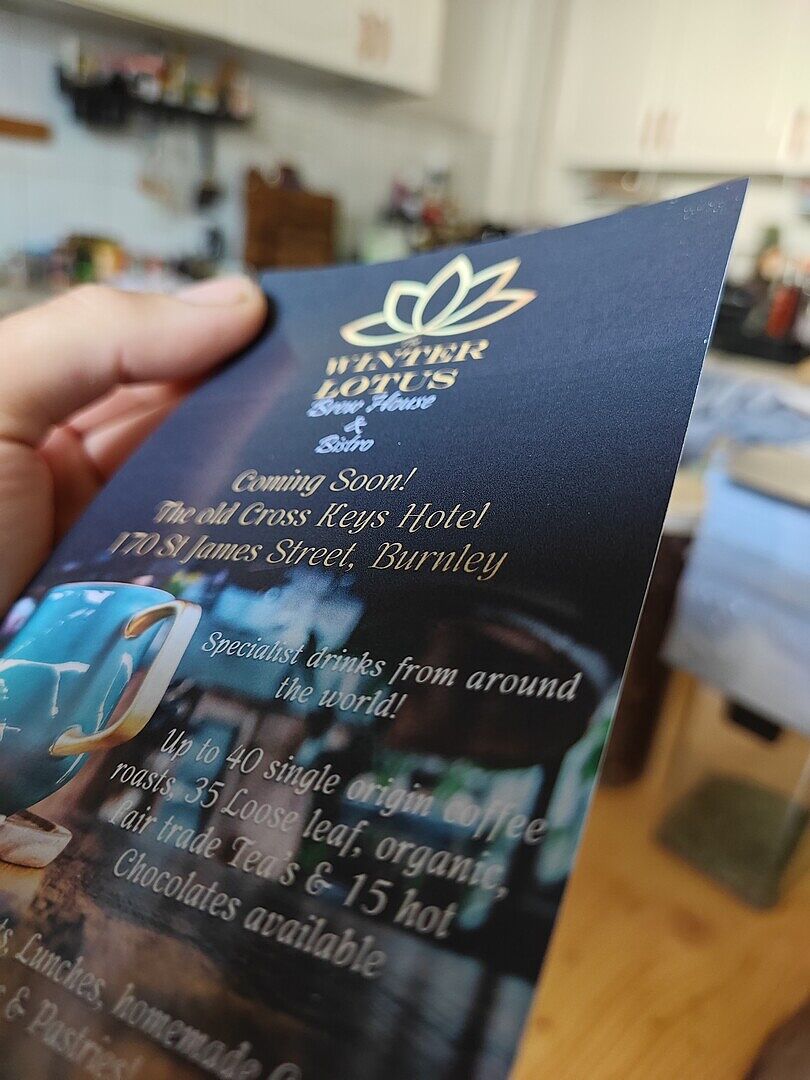 The
WINTER
LOTUS
Brew House
&
Bistro
Coming Soon!
The old Cross Keys Hotel
170 St James Street, Burnley
Specialist drinks from around
the world!
Up to 40 single origin coffee
roasts, 35 Loose leaf, organic,
Fair trade Tea's & 15 hot
Chocolates available
Lunches, homemade
& Pastries!